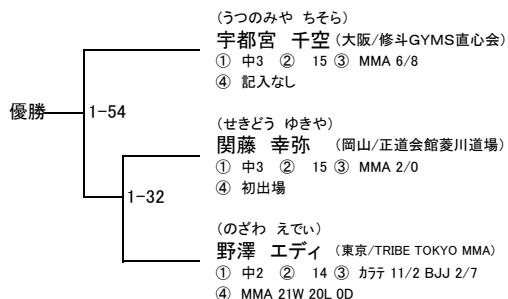 (うつのみや ちそら)
宇都宮 千空 (大阪/修斗GYMS直心会)
① 中3 ② 15 ③ MMA 6/8
④ 記入なし
優勝
1-54
(せきどう ゆきや)
関藤 幸弥 (岡山/正道会館菱川道場)
① 中3 ② 15 ③ MMA 2/0
④ 初出場
1-32
(のざわ えでぃ)
野澤 エディ (東京/TRIBE TOKYO MMA)
① 中2 ② 14 ③ カラテ 11/2 BJJ 2/7
④ MMA 21W 20L 0D